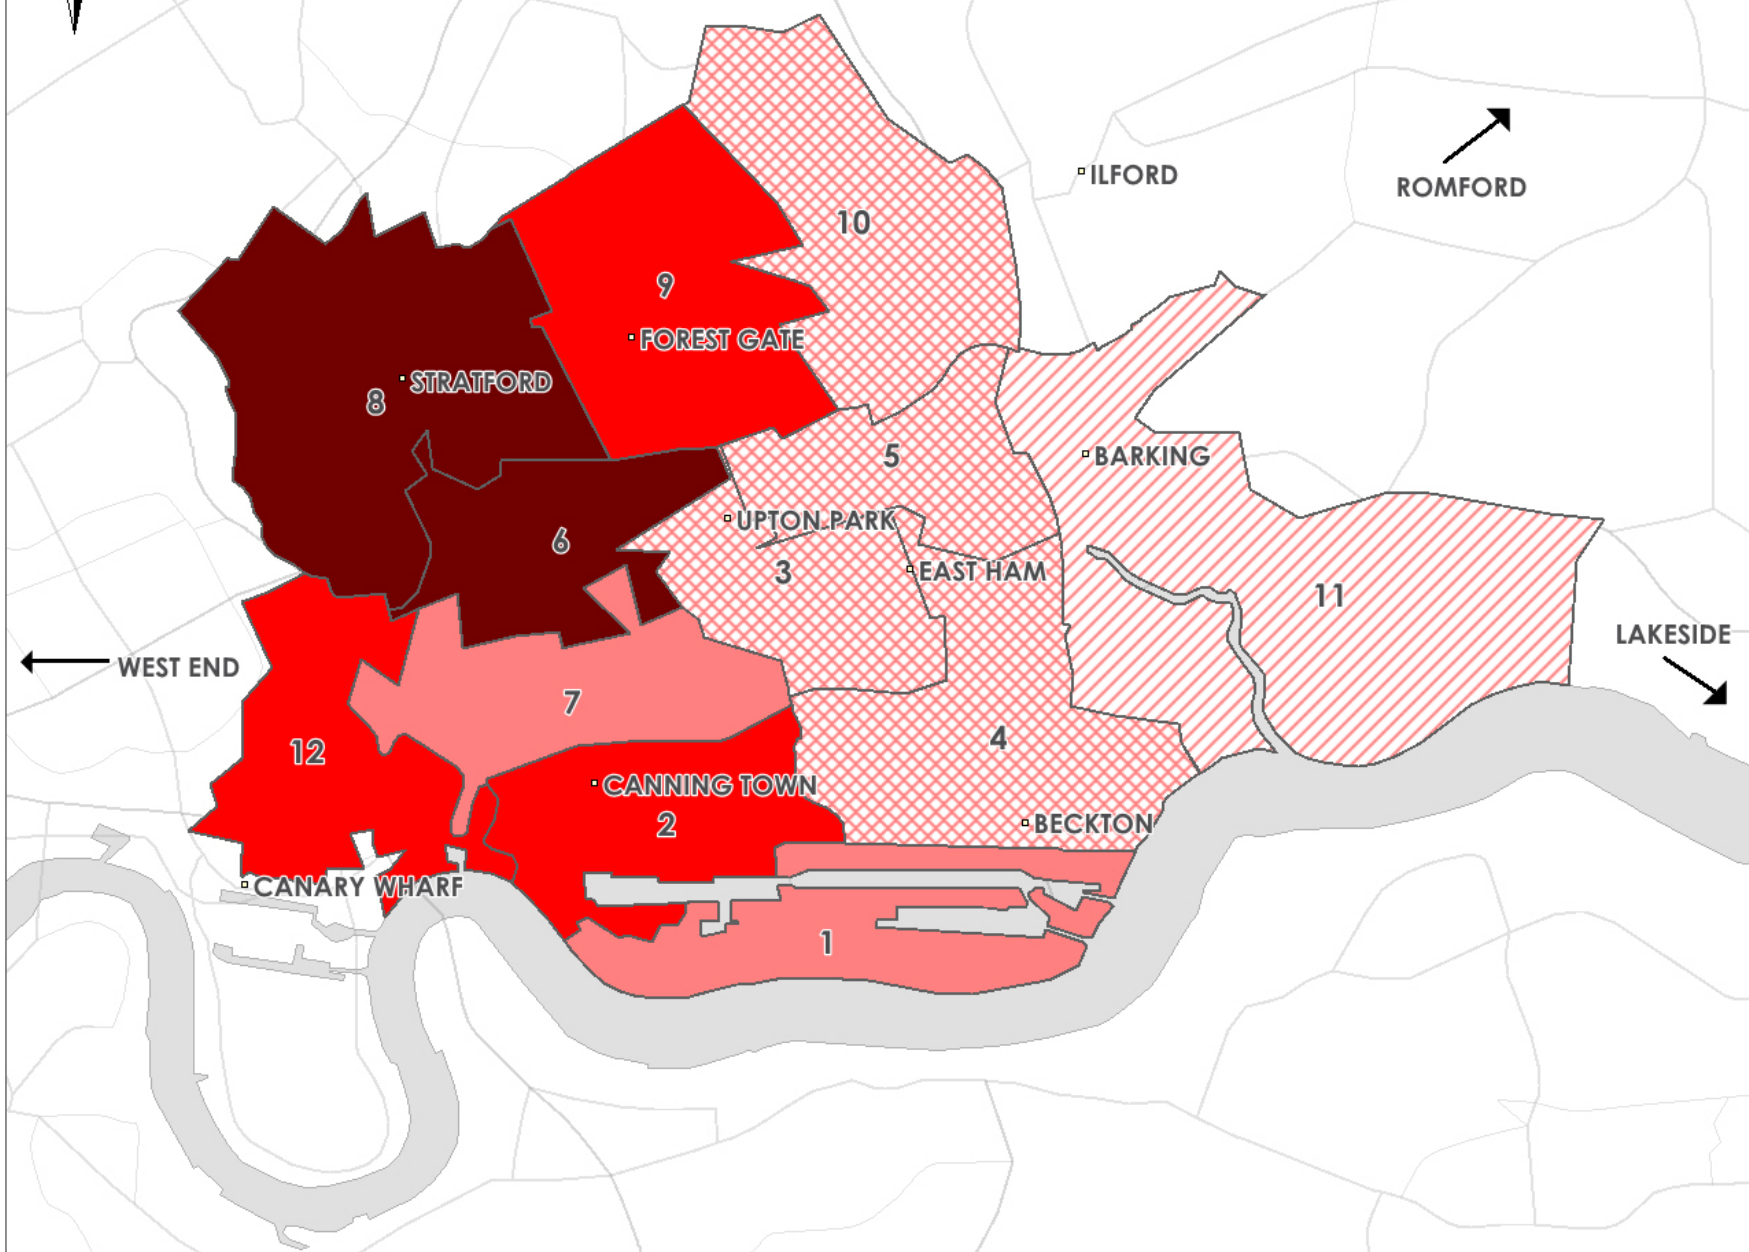 ILFORD
ROMFORD
10
9
FOREST GATE
STRATFORD
8
5
BARKING
UPTON PARK
6
3
EAST HAM
11
LAKESIDE
WEST END
7
4
12
CANNING TOWN
2
BECKTON
CANARY WHARF
1